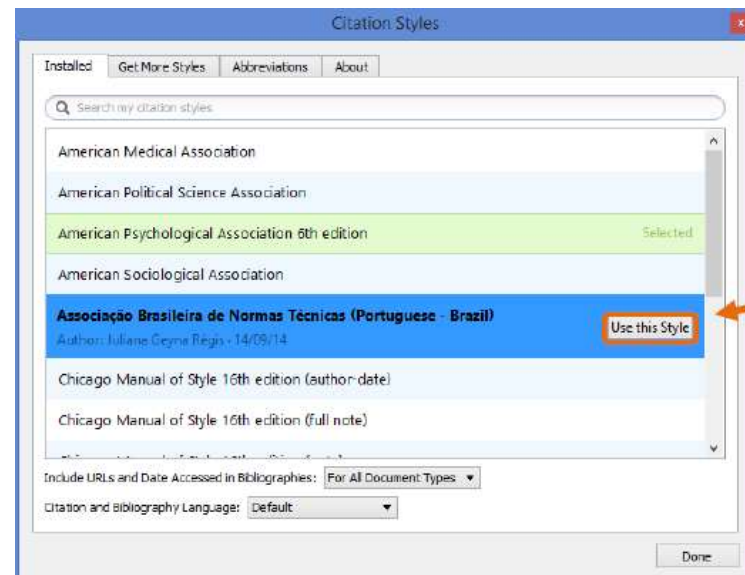 Citation Styles
x
Installed Get More Styles Abbreviations About
Search my citation styles
American Medical Association
American Political Science Association
American Psychological Association 6th edition Selected
American Sociological Association
Associação Brasileira de Normas Técnicas (Portuguese - Brazil)
Use this Style
Author: Juliana Geyna Régis - 14/09/14
Chicago Manual of Style 16th edition (author-date)
Chicago Manual of Style 16th edition (full note)
Include URLs and Date Accessed in Bibliographies: For All Document Types
Citation and Bibliography Language: Default
Done